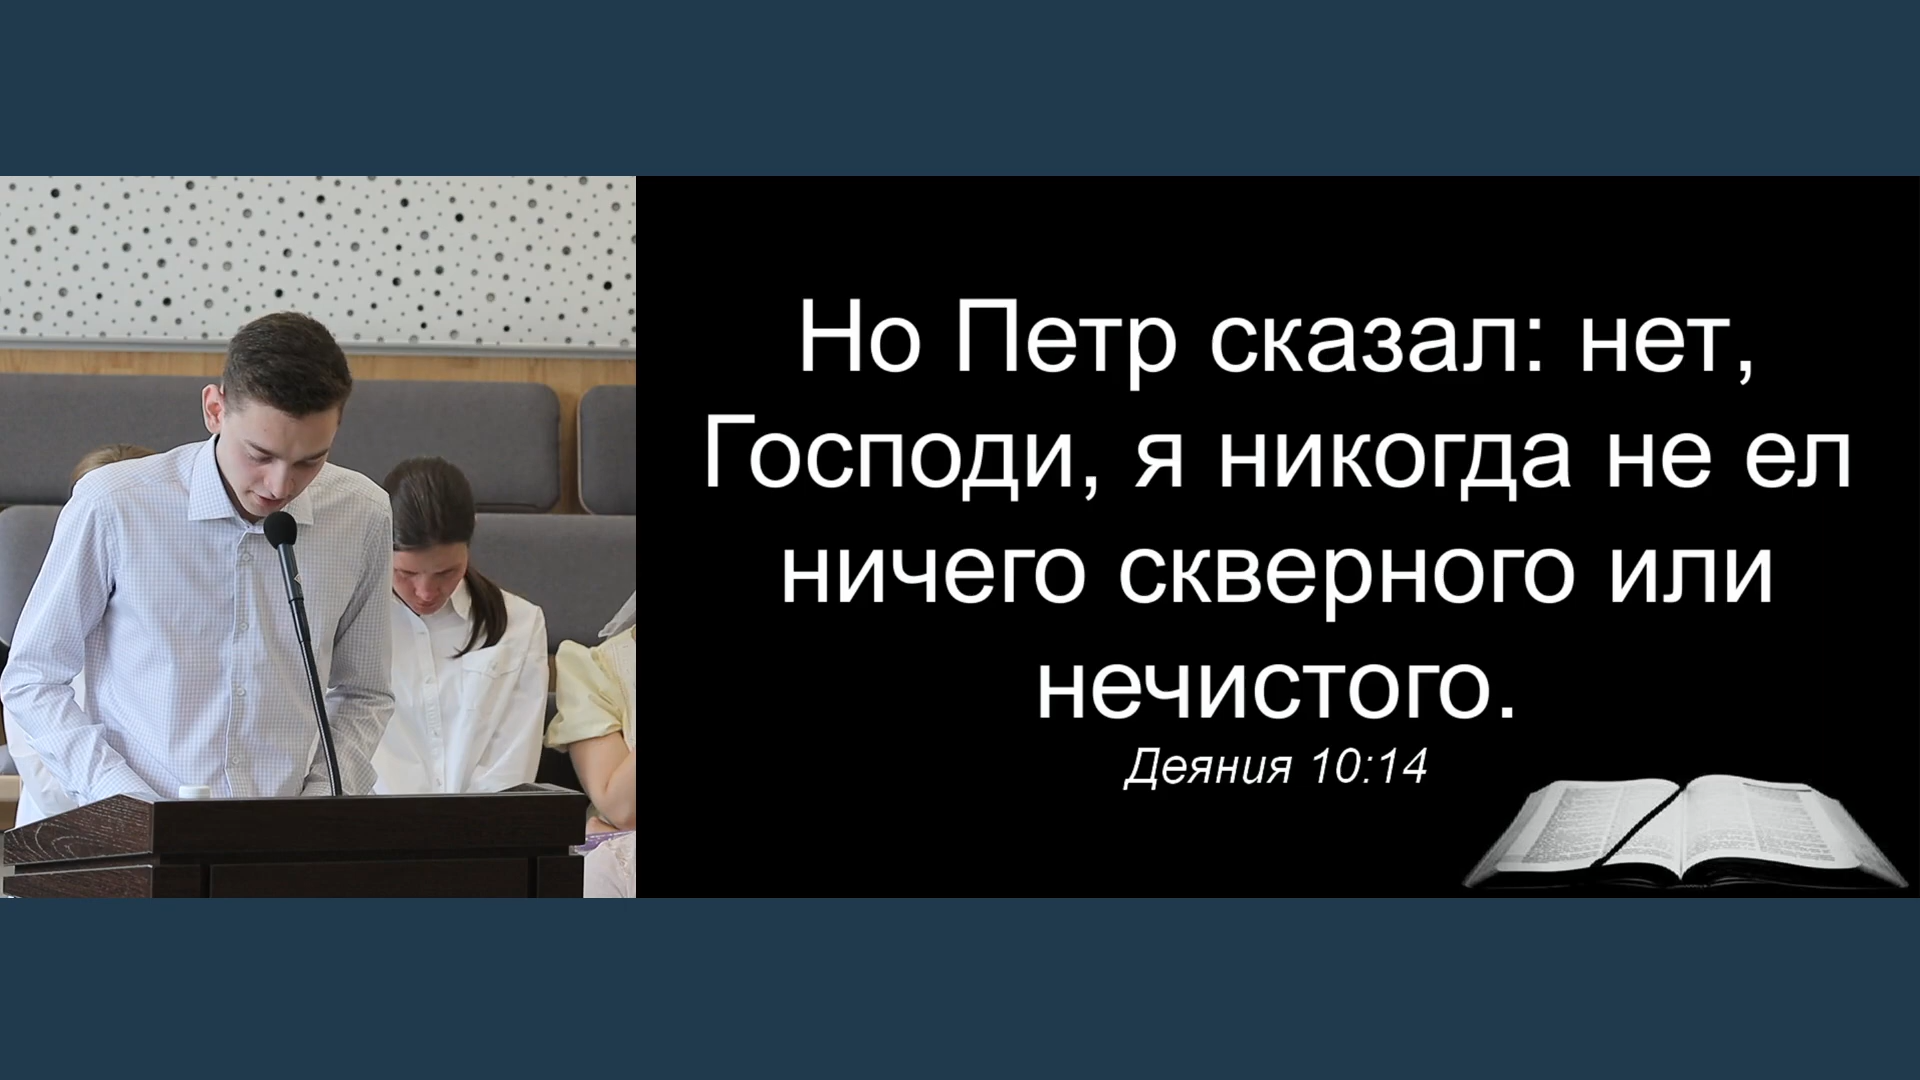 Но Петр сказал: нет,
Господи, я никогда не ел
ничего скверного или
нечистого.
Деяния 10:14